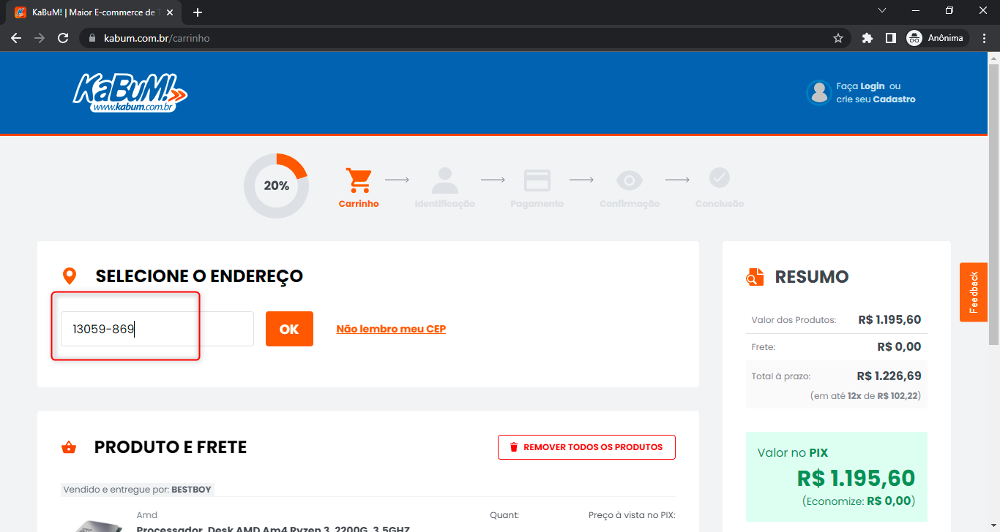 KaBuM! | Maior E-commerce de
kabum.com.br/carrinho
Anônima
KaBuM!
www.kabum.com.br
Faça Login ou
crie seu Cadastro
20%
Carrinho
Identificação
Pagamento
Confirmação
Conclusão
SELECIONE O ENDEREÇO
13059-869
OK
Não lembro meu CEP
RESUMO
Valor dos Produtos: R$ 1.195,60
Frete: R$ 0,00
Total à prazo: R$ 1.226,69
(em até 12x de R$ 102,22)
Valor no PIX
R$ 1.195,60
(Economize: R$ 0,00)
Feedback
PRODUTO E FRETE
REMOVER TODOS OS PRODUTOS
Vendido e entregue por: BESTBOY
Amd
Quant:
Preço à vista no PIX:
Processador, Desk AMD Am4 Ryzen 3, 2200G, 3.5GHZ